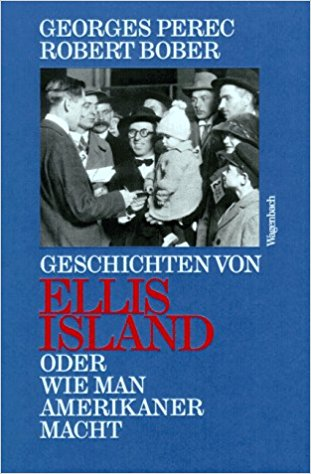 GEORGES PEREC
ROBERT BOBER
Wagenbach
GESCHICHTEN VON
ELLIS
ISLAND
ODER
WIE MAN
AMERIKANER
MACHT